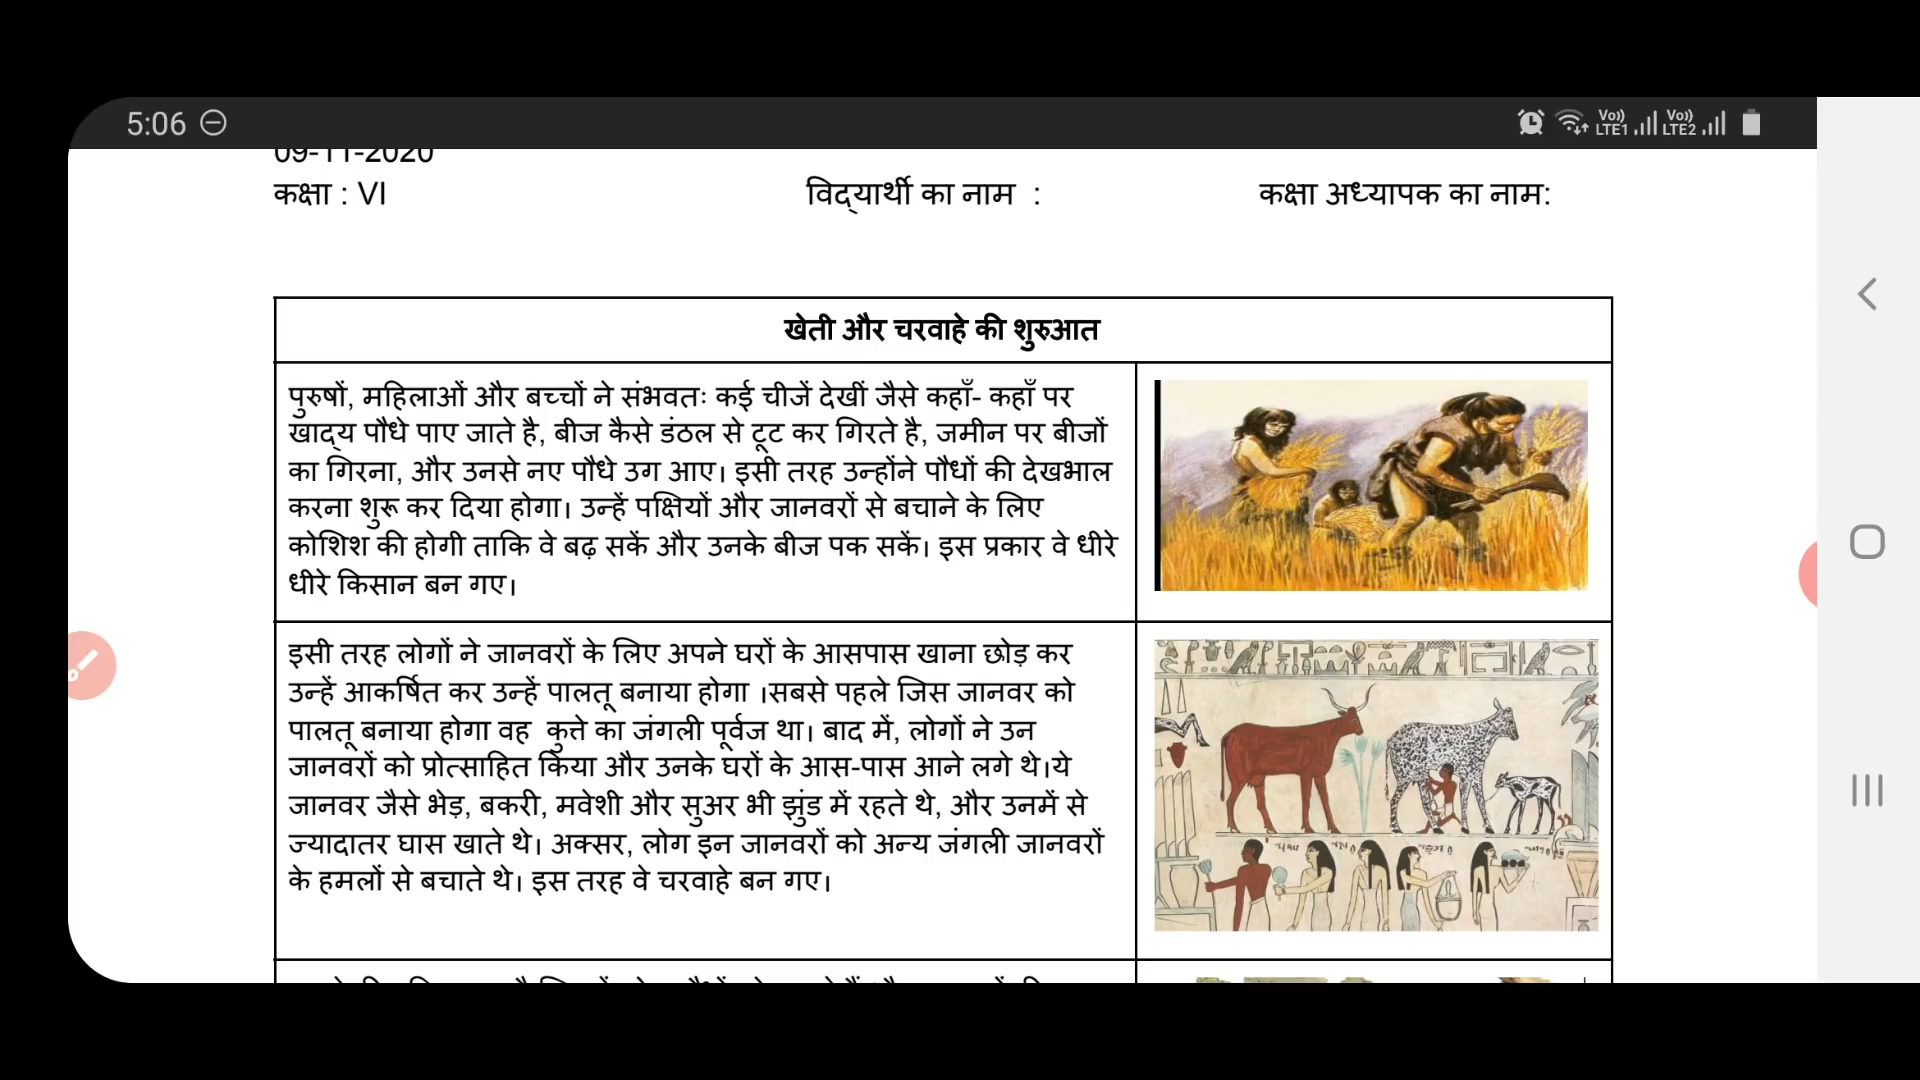 5:06
Vo)) LTE1 Vo)) LTE2
09-11-2020
कक्षा : VI विद्यार्थी का नाम : कक्षा अध्यापक का नाम:
खेती और चरवाहे की शुरुआत
पुरुषों, महिलाओं और बच्चों ने संभवतः कई चीजें देखीं जैसे कहाँ- कहाँ पर
खाद्य पौधे पाए जाते है, बीज कैसे डंठल से टूट कर गिरते है, जमीन पर बीजों
का गिरना, और उनसे नए पौधे उग आए। इसी तरह उन्होंने पौधों की देखभाल
करना शुरू कर दिया होगा। उन्हें पक्षियों और जानवरों से बचाने के लिए
कोशिश की होगी ताकि वे बढ़ सकें और उनके बीज पक सकें। इस प्रकार वे धीरे
धीरे किसान बन गए।
इसी तरह लोगों ने जानवरों के लिए अपने घरों के आसपास खाना छोड़ कर
उन्हें आकर्षित कर उन्हें पालतू बनाया होगा ।सबसे पहले जिस जानवर को
पालतू बनाया होगा वह कुत्ते का जंगली पूर्वज था। बाद में, लोगों ने उन
जानवरों को प्रोत्साहित किया और उनके घरों के आस-पास आने लगे थे।ये
जानवर जैसे भेड़, बकरी, मवेशी और सुअर भी झुंड में रहते थे, और उनमें से
ज्यादातर घास खाते थे। अक्सर, लोग इन जानवरों को अन्य जंगली जानवरों
के हमलों से बचाते थे। इस तरह वे चरवाहे बन गए।